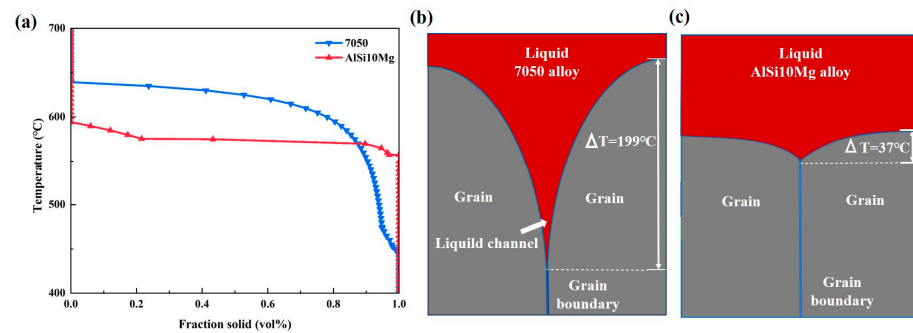 (a)
700
600
500
400
Temperature (°C)
7050
AlSi10Mg
0.0
0.2
0.4
0.6
0.8
1.0
Fraction solid (vol%)
(b)
Liquid
7050 alloy
Δ T=199°C
Grain
Grain
Liquild channel
Grain
boundary
(c)
Liquid
AlSi10Mg alloy
Δ T=37°C
Grain
Grain
Grain
boundary